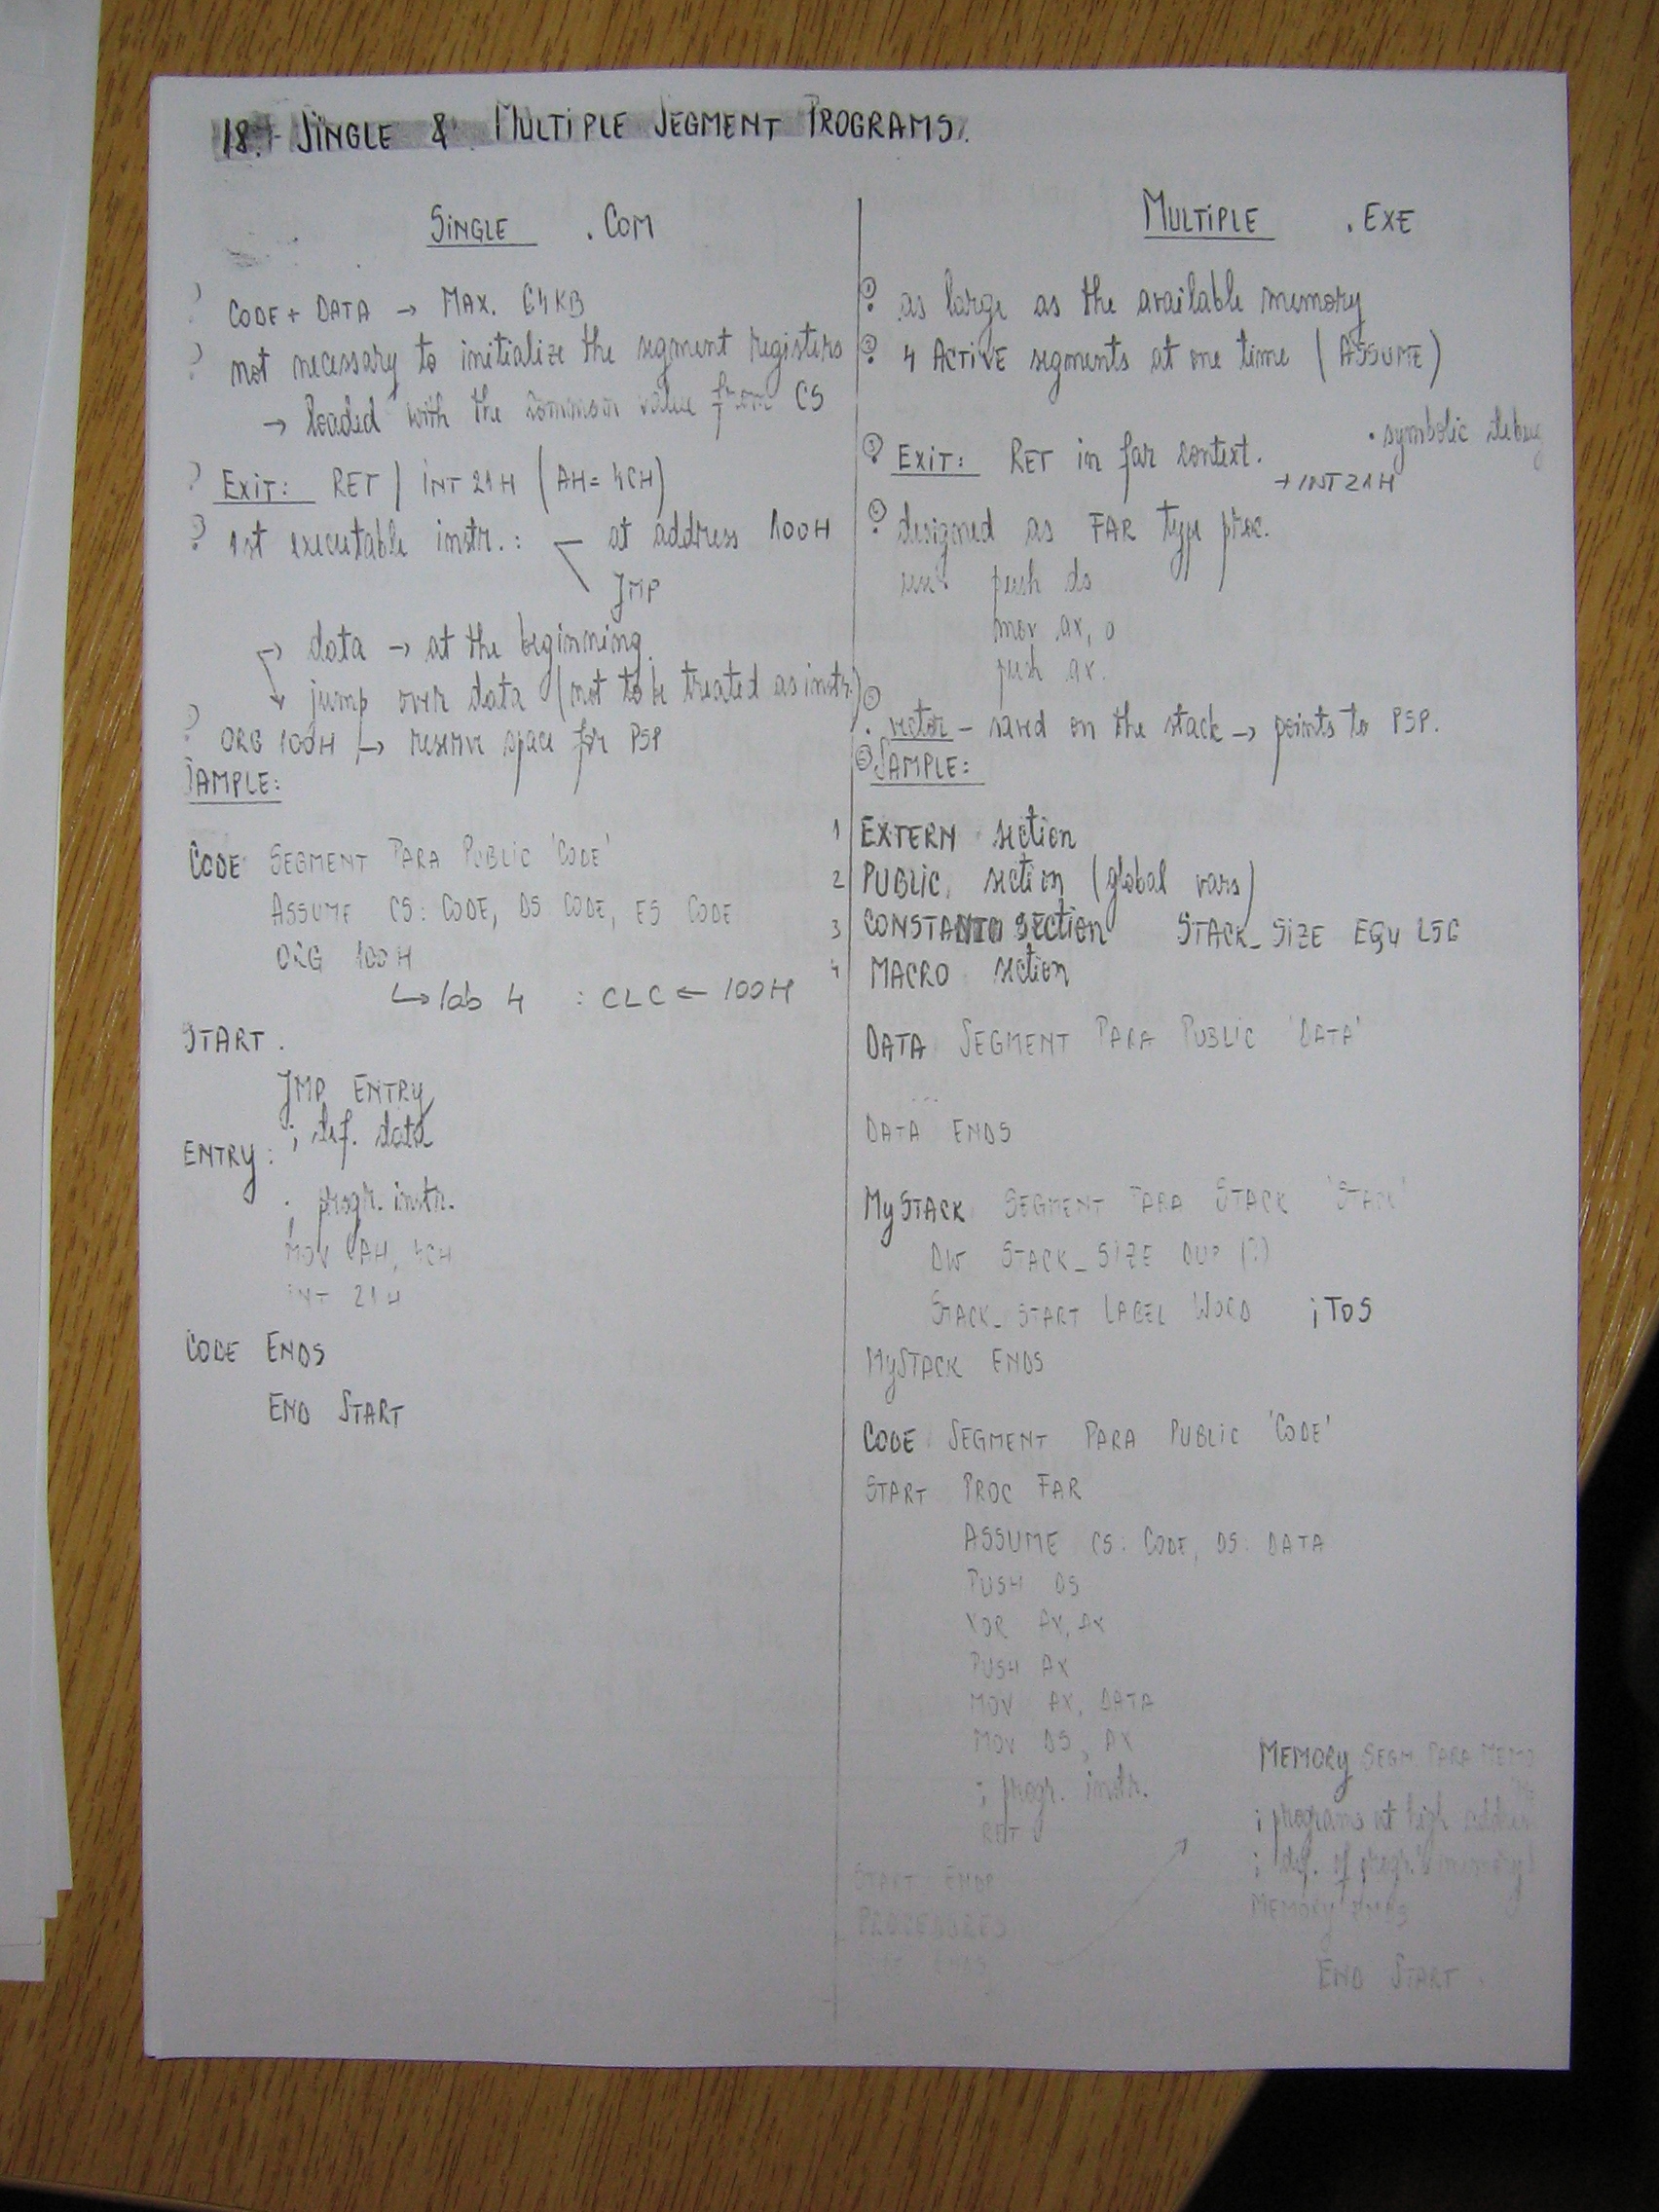 18. SINGLE & MULTIPLE SEGMENT PROGRAMS.
SINGLE .COM
CODE + DATA → MAX. 64KB
not necessary to initialize the segment registers
→ loaded with the common value from CS
EXIT: RET / INT 21H (AH= 4CH)
1st executable instr.: — at address 100H
\ JMP
→ data → at the beginning.
↓ jump over data (not to be treated as instr.)
ORG 100H → reserve space for PSP
SAMPLE:
CODE SEGMENT PARA PUBLIC 'CODE'
ASSUME CS: CODE, DS CODE, ES CODE
ORG 100H
↳ lab 4 : CLC ← 100H
START.
JMP ENTRY
; def. data
ENTRY:
; progr. instr.
MOV AH, 4CH
INT 21H
CODE ENDS
END START
MULTIPLE .EXE
① as large as the available memory
② 4 ACTIVE segments at one time (ASSUME)
• symbolic debug
③ EXIT: RET in far context.
→ INT 21H
④ designed as FAR type proc.
push ds
mov ax, 0
push ax.
⑤ vector – saved on the stack → points to PSP.
⑥ SAMPLE:
1 EXTERN section
2 PUBLIC section (global vars)
3 CONSTANTS section STACK_SIZE EQU 256
4 MACRO section
DATA SEGMENT PARA PUBLIC 'DATA'
...
DATA ENDS
MySTACK SEGMENT PARA STACK 'STACK'
DW STACK_SIZE DUP (?)
STACK_START LABEL WORD ; TOS
MySTACK ENDS
CODE SEGMENT PARA PUBLIC 'CODE'
START PROC FAR
ASSUME CS: CODE, DS: DATA
PUSH DS
XOR AX, AX
PUSH AX
MOV AX, DATA
MOV DS, AX
; progr. instr.
RET
START ENDP
PROCEDURES
ENDS
MEMORY SEGM PARA MEMO
; programs at high
; def. of progr.'s memory
MEMORY ENDS
END START.